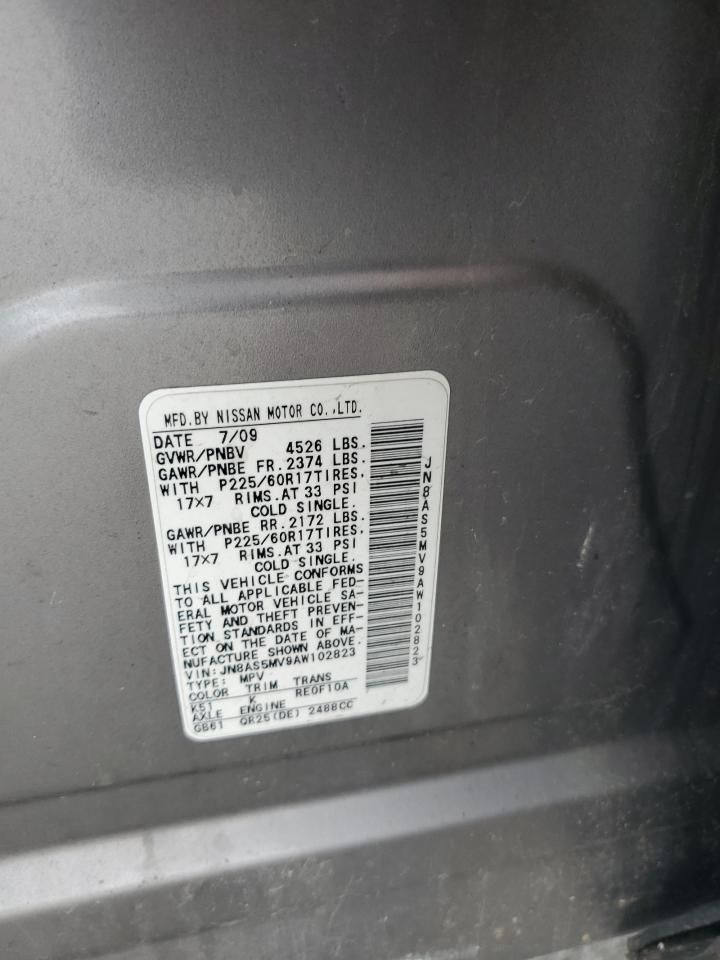 MFD.BY NISSAN MOTOR CO.,LTD.
DATE 7/09
GVWR/PNBV 4526 LBS.
GAWR/PNBE FR.2374 LBS.
WITH P225/60R17TIRES,
17×7 RIMS.AT 33 PSI
COLD SINGLE.
GAWR/PNBE RR.2172 LBS.
WITH P225/60R17TIRES,
17×7 RIMS.AT 33 PSI
COLD SINGLE.
THIS VEHICLE CONFORMS
TO ALL APPLICABLE FED-
ERAL MOTOR VEHICLE SA-
FETY AND THEFT PREVEN-
TION STANDARDS IN EFF-
ECT ON THE DATE OF MA-
NUFACTURE SHOWN ABOVE.
VIN:JN8AS5MV9AW102823
TYPE: MPV
COLOR TRIM TRANS
K51 K RE0F10A
AXLE ENGINE
GB61 QR25(DE) 2488CC
JN8AS5MV9AW102823